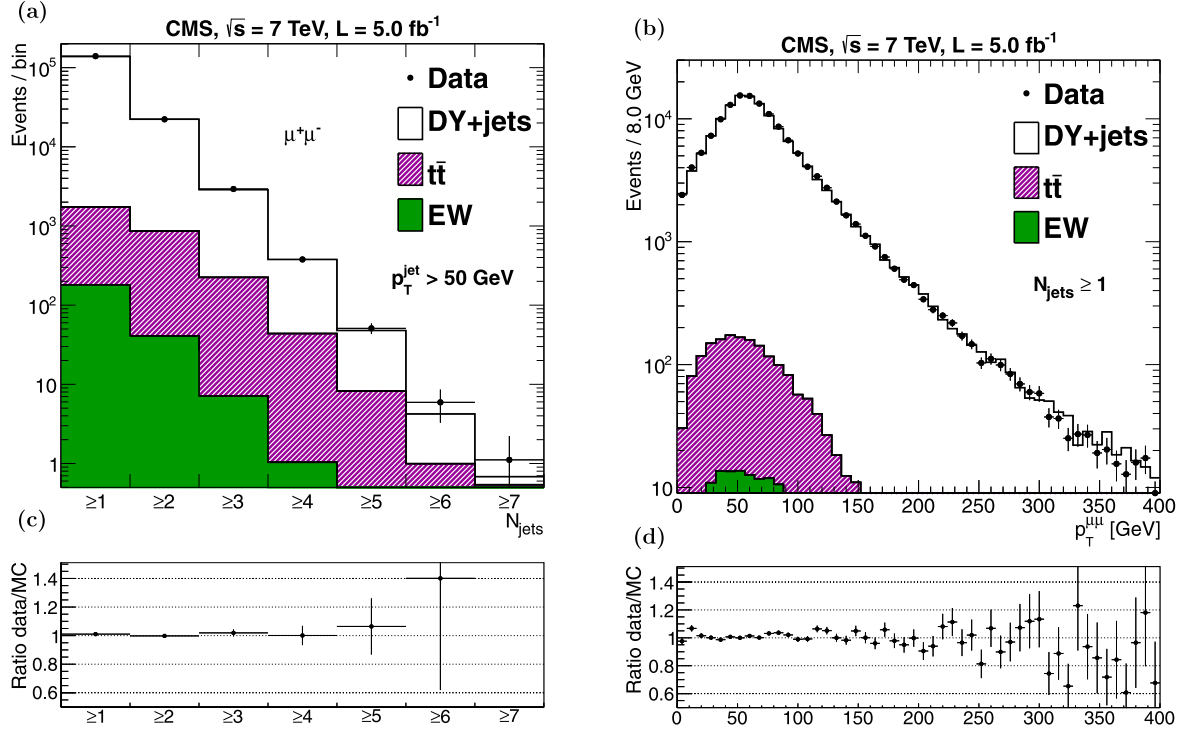 (a)
CMS, √s = 7 TeV, L = 5.0 fb⁻¹
Events / bin
10⁵
10⁴
10³
10²
10
1
Data
DY+jets
tt̄
EW
μ⁺μ⁻
p_T^jet > 50 GeV
≥1 ≥2 ≥3 ≥4 ≥5 ≥6 ≥7
N_jets
(b)
CMS, √s = 7 TeV, L = 5.0 fb⁻¹
Events / 8.0 GeV
10⁴
10³
10²
10
Data
DY+jets
tt̄
EW
N_jets ≥ 1
0 50 100 150 200 250 300 350 400
p_T^μμ [GeV]
(c)
Ratio data/MC
1.4
1.2
1
0.8
0.6
≥1 ≥2 ≥3 ≥4 ≥5 ≥6 ≥7
(d)
Ratio data/MC
1.4
1.2
1
0.8
0.6
0 50 100 150 200 250 300 350 400